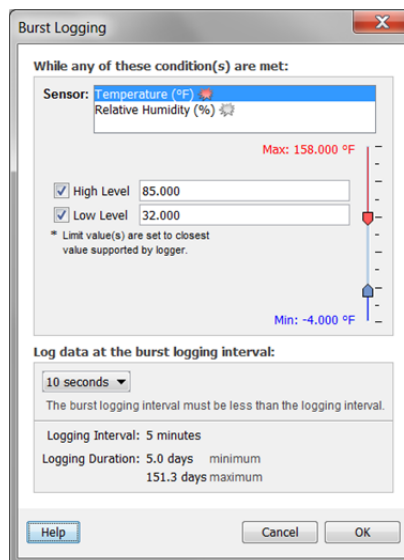 Burst Logging
While any of these condition(s) are met:
Sensor: Temperature (ºF)
Relative Humidity (%)
Max: 158.000 ºF
High Level 85.000
Low Level 32.000
* Limit value(s) are set to closest
value supported by logger.
Min: -4.000 ºF
Log data at the burst logging interval:
10 seconds
The burst logging interval must be less than the logging interval.
Logging Interval: 5 minutes
Logging Duration: 5.0 days minimum
151.3 days maximum
Help Cancel OK